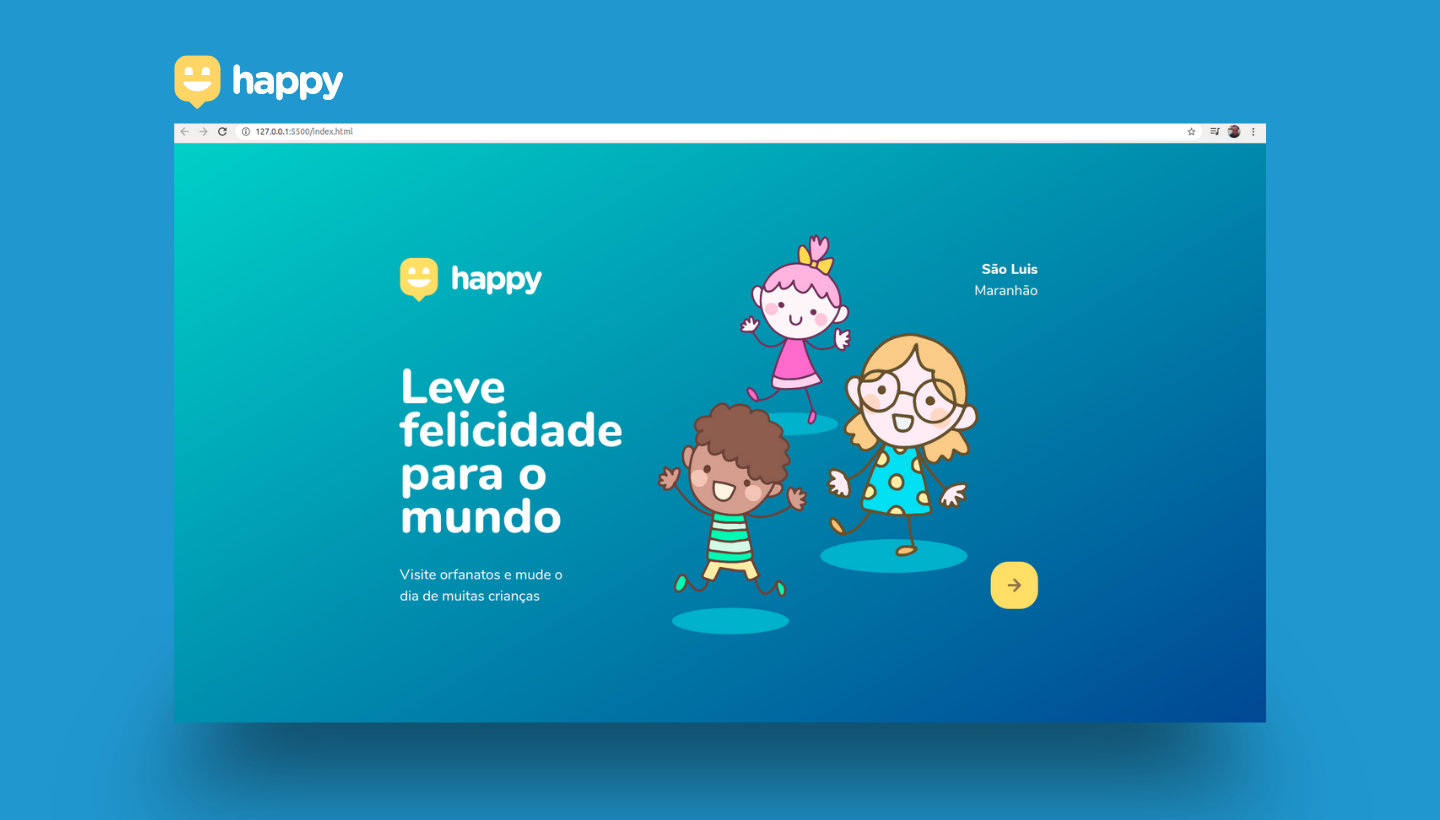 happy
127.0.0.1:5500/index.html
happy
São Luis
Maranhão
Leve
felicidade
para o
mundo
Visite orfanatos e mude o
dia de muitas crianças